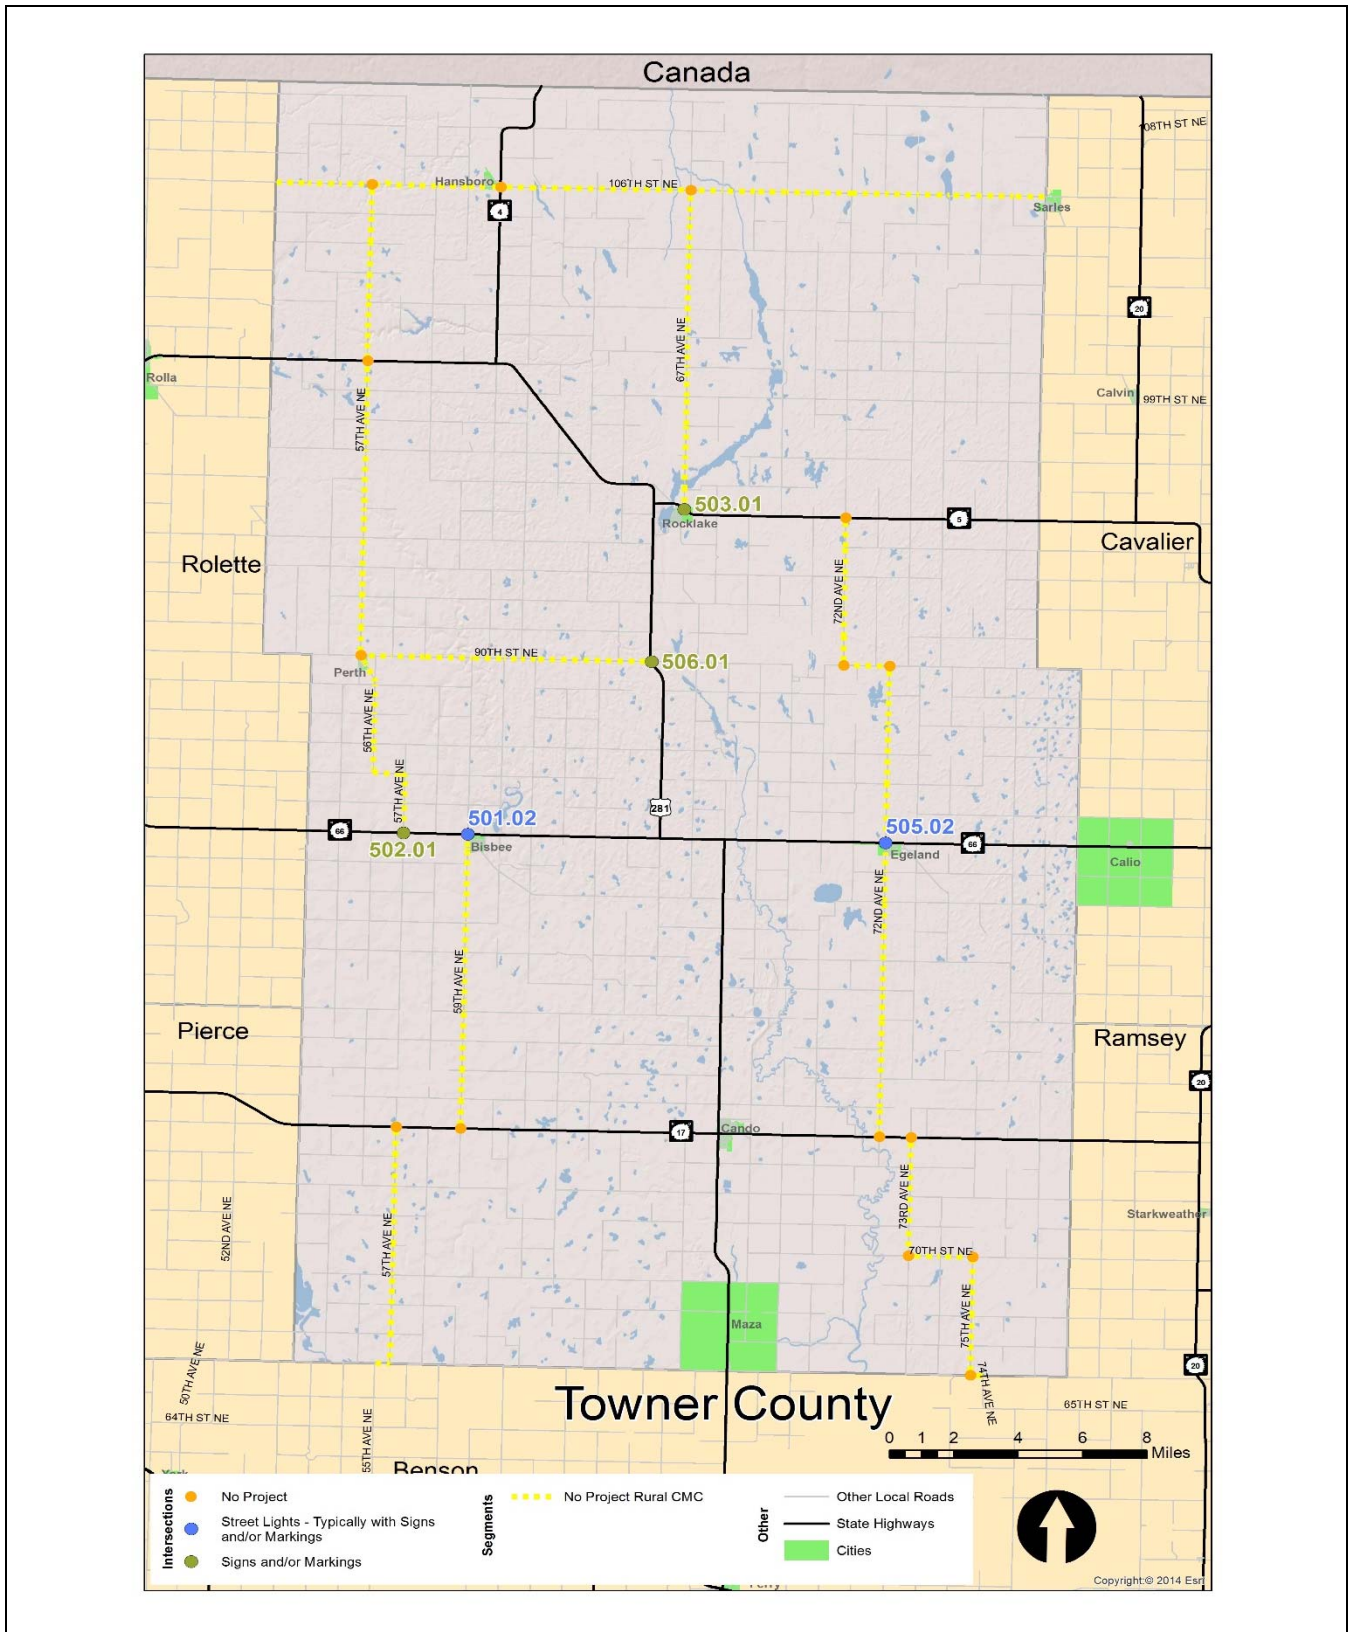 Canada
108TH ST NE
Hansboro
106TH ST NE
Sarles
4
20
67TH AVE NE
Rolla
Calvin
99TH ST NE
57TH AVE NE
503.01
Rocklake
5
Cavalier
Rolette
72ND AVE NE
90TH ST NE
506.01
Perth
56TH AVE NE
57TH AVE NE
281
501.02
505.02
66
502.01
Bisbee
Egeland
66
Calio
72ND AVE NE
59TH AVE NE
Pierce
Ramsey
20
17
Cando
73RD AVE NE
52ND AVE NE
Starkweather
57TH AVE NE
70TH ST NE
75TH AVE NE
Maza
50TH AVE NE
20
74TH AVE NE
Towner County
64TH ST NE
65TH ST NE
55TH AVE NE
0 1 2 4 6 8
Miles
Benson
York
Intersections
No Project
Street Lights - Typically with Signs
and/or Markings
Signs and/or Markings
Segments
No Project Rural CMC
Other
Other Local Roads
State Highways
Cities
Copyright:© 2014 Esri